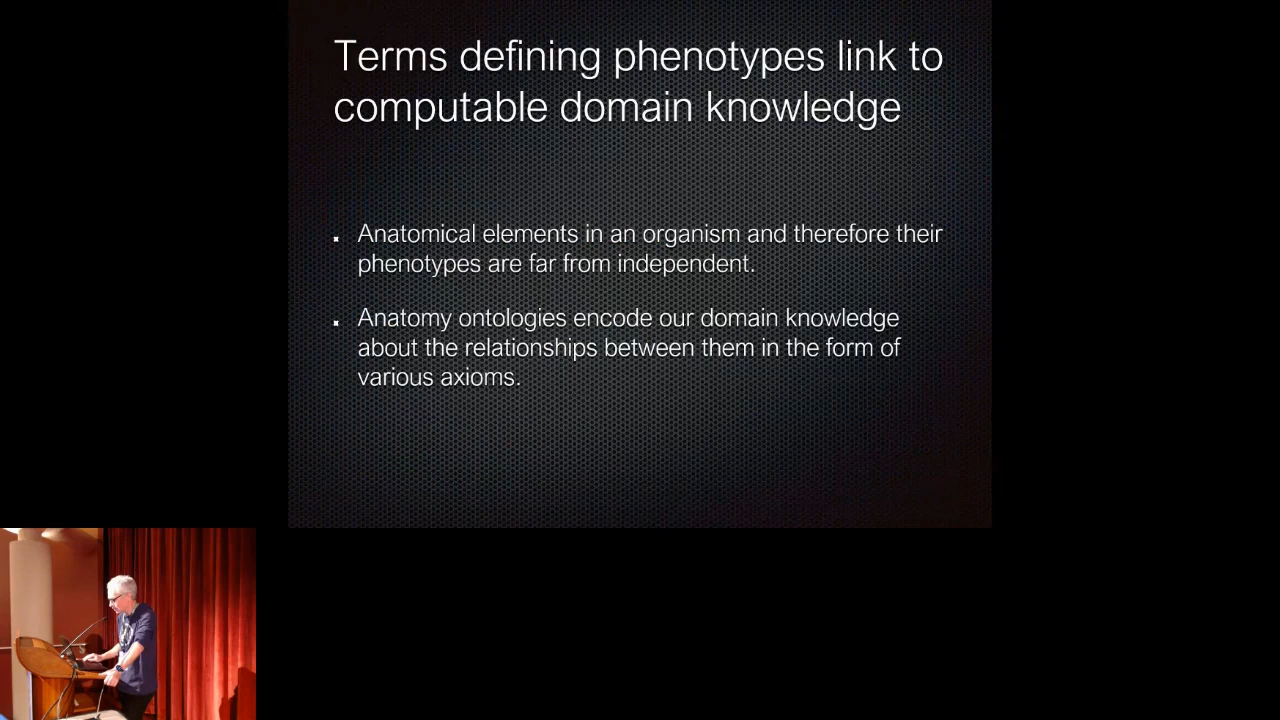 Terms defining phenotypes link to
computable domain knowledge
Anatomical elements in an organism and therefore their
phenotypes are far from independent.
Anatomy ontologies encode our domain knowledge
about the relationships between them in the form of
various axioms.